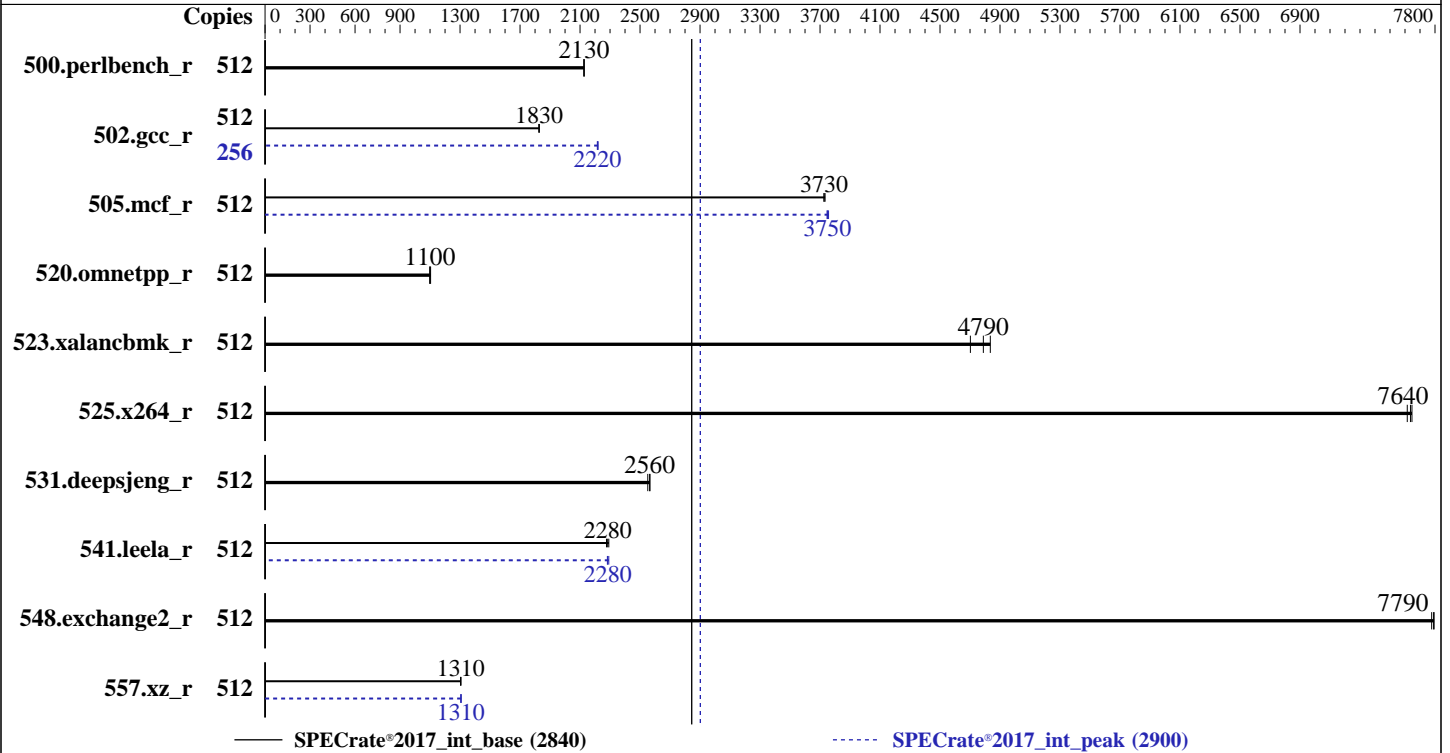 Copies 0 300 600 900 1300 1700 2100 2500 2900 3300 3700 4100 4500 4900 5300 5700 6100 6500 6900 7800
500.perlbench_r 512 2130
502.gcc_r 512 1830
256 2220
505.mcf_r 512 3730
3750
520.omnetpp_r 512 1100
523.xalancbmk_r 512 4790
525.x264_r 512 7640
531.deepsjeng_r 512 2560
541.leela_r 512 2280
2280
548.exchange2_r 512 7790
557.xz_r 512 1310
1310
SPECrate®2017_int_base (2840) SPECrate®2017_int_peak (2900)